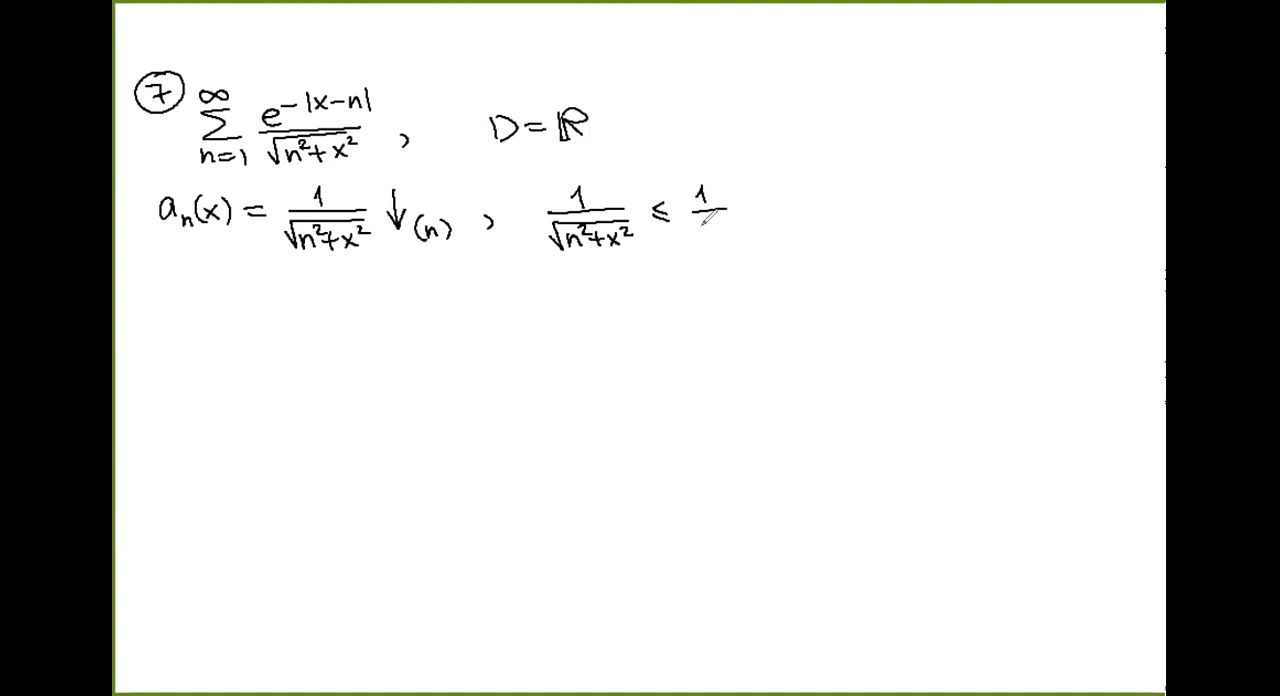 ⑦ ∑_{n=1}^{∞} e^{-|x-n|} / √(n²+x²) , D = ℝ
a_n(x) = 1/√(n²+x²) ↓(n) , 1/√(n²+x²) ≤ 1/